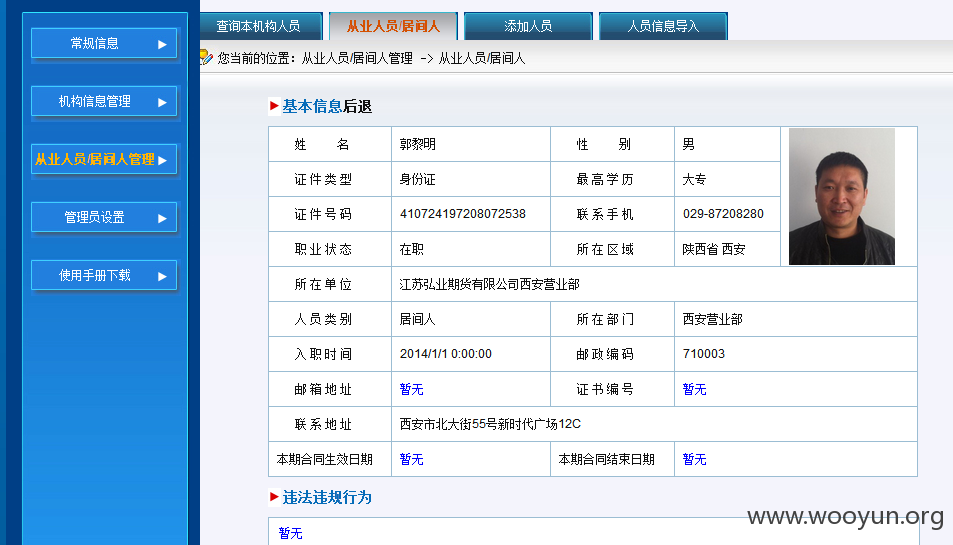 查询本机构人员 从业人员/居间人 添加人员 人员信息导入
您当前的位置：从业人员/居间人管理 -> 从业人员/居间人
常规信息
机构信息管理
从业人员/居间人管理
管理员设置
使用手册下载
基本信息后退
姓 名 郭黎明 性 别 男
证件类型 身份证 最高学历 大专
证件号码 410724197208072538 联系手机 029-87208280
职业状态 在职 所在区域 陕西省 西安
所在单位 江苏弘业期货有限公司西安营业部
人员类别 居间人 所在部门 西安营业部
入职时间 2014/1/1 0:00:00 邮政编码 710003
邮箱地址 暂无 证书编号 暂无
联系地址 西安市北大街55号新时代广场12C
本期合同生效日期 暂无 本期合同结束日期 暂无
违法违规行为
暂无
www.wooyun.org